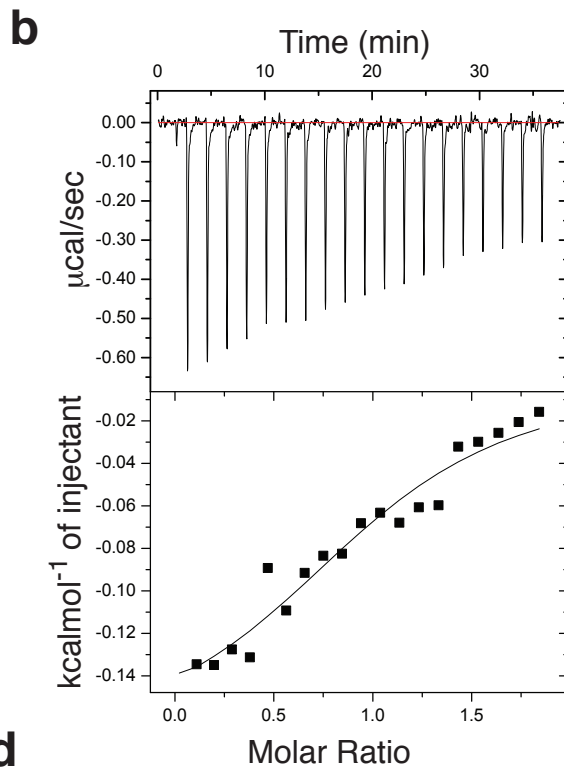 b
Time (min)
0 10 20 30
0.00
-0.10
-0.20
-0.30
-0.40
-0.50
-0.60
µcal/sec
-0.02
-0.04
-0.06
-0.08
-0.10
-0.12
-0.14
kcalmol⁻¹ of injectant
0.0 0.5 1.0 1.5
Molar Ratio
d